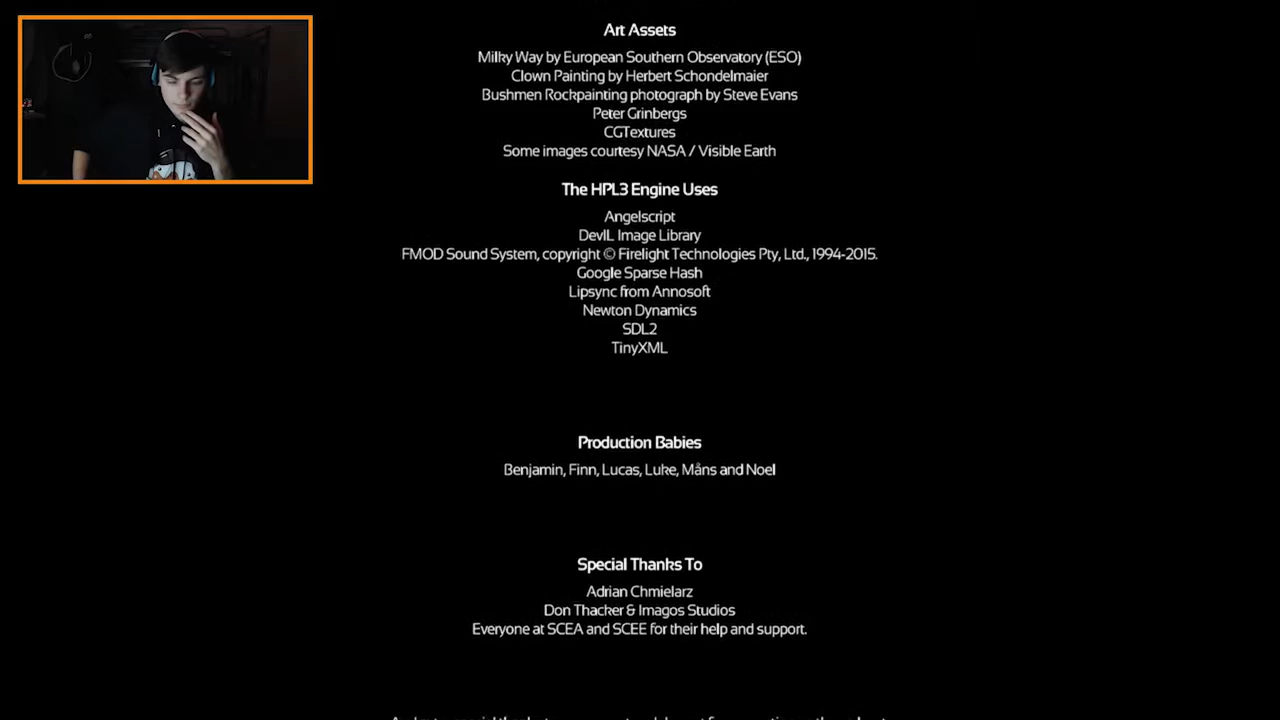 Art Assets
Milky Way by European Southern Observatory (ESO)
Clown Painting by Herbert Schondelmaier
Bushmen Rockpainting photograph by Steve Evans
Peter Grinbergs
CGTextures
Some images courtesy NASA / Visible Earth
The HPL3 Engine Uses
Angelscript
DevIL Image Library
FMOD Sound System, copyright © Firelight Technologies Pty, Ltd., 1994-2015.
Google Sparse Hash
Lipsync from Annosoft
Newton Dynamics
SDL2
TinyXML
Production Babies
Benjamin, Finn, Lucas, Luke, Måns and Noel
Special Thanks To
Adrian Chmielarz
Don Thacker & Imagos Studios
Everyone at SCEA and SCEE for their help and support.